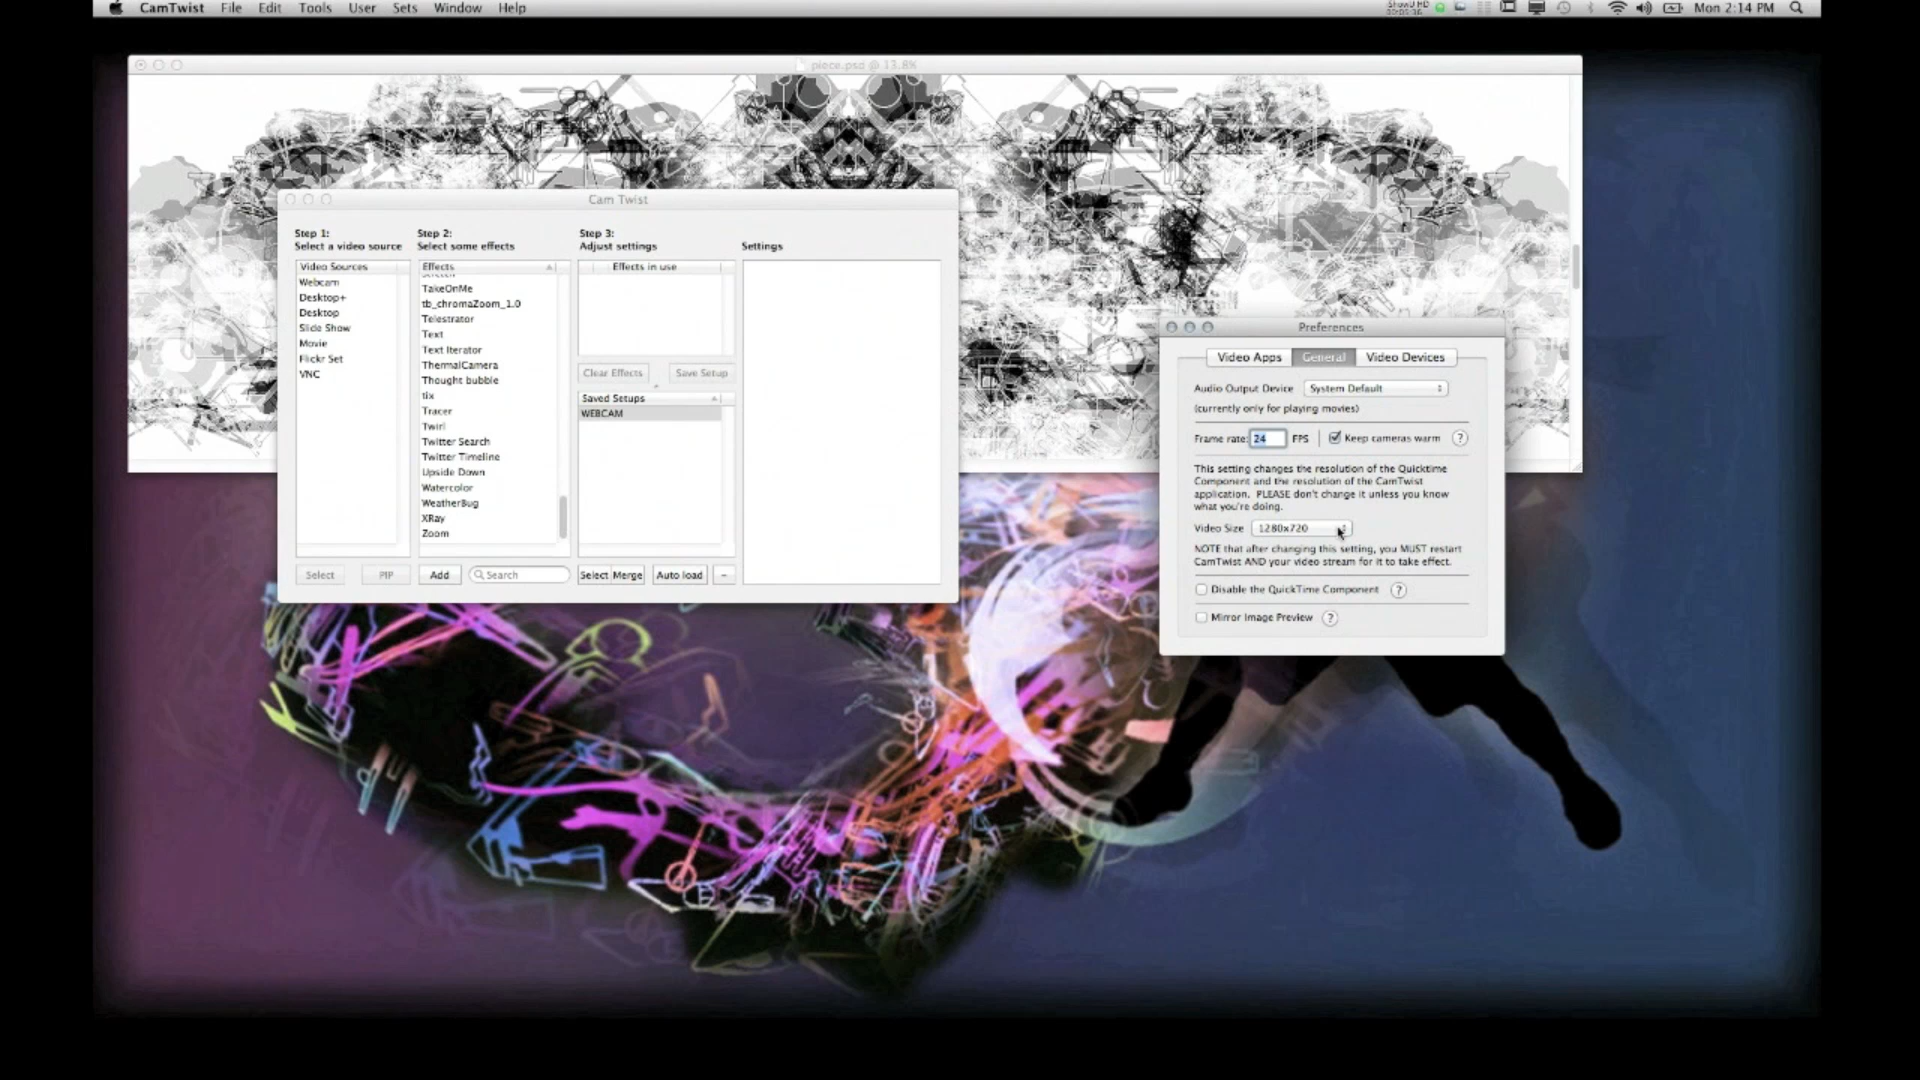 CamTwist File Edit Tools User Sets Window Help
Mon 2:14 PM
piece.psd @ 13.8%
Cam Twist
Step 1:
Select a video source
Step 2:
Select some effects
Step 3:
Adjust settings
Settings
Video Sources
Webcam
Desktop+
Desktop
Slide Show
Movie
Flickr Set
VNC
Select
PIP
Effects
TakeOnMe
tb_chromaZoom_1.0
Telestrator
Text
Text Iterator
ThermalCamera
Thought bubble
tix
Tracer
Twirl
Twitter Search
Twitter Timeline
Upside Down
Watercolor
WeatherBug
XRay
Zoom
Add
Search
Effects in use
Clear Effects
Save Setup
Saved Setups
WEBCAM
Select Merge
Auto load
-
Preferences
Video Apps General Video Devices
Audio Output Device System Default
(currently only for playing movies)
Frame rate: 24 FPS Keep cameras warm ?
This setting changes the resolution of the Quicktime
Component and the resolution of the CamTwist
application. PLEASE don't change it unless you know
what you're doing.
Video Size 1280x720
NOTE that after changing this setting, you MUST restart
CamTwist AND your video stream for it to take effect.
Disable the QuickTime Component ?
Mirror Image Preview ?